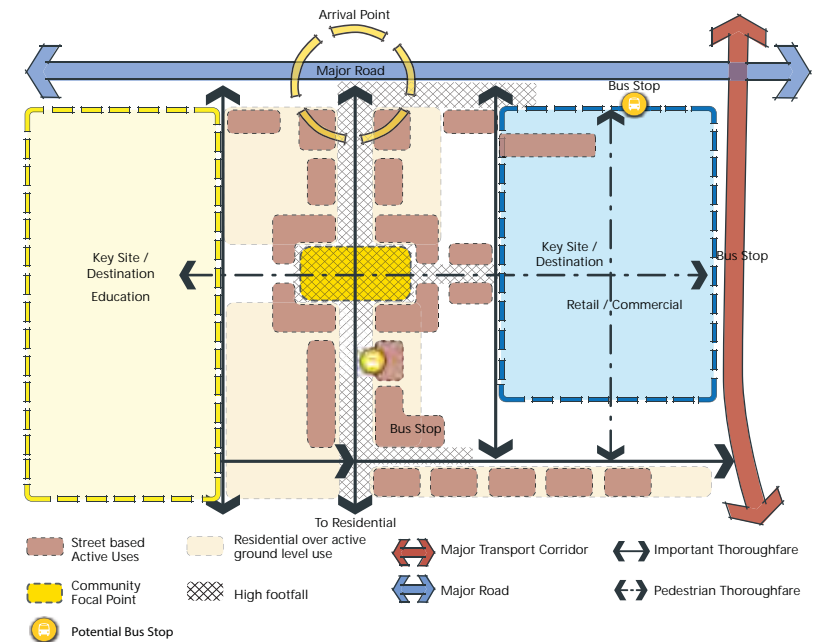 Arrival Point
Major Road
Bus Stop
Key Site /
Destination
Education
Key Site /
Destination
Bus Stop
Retail / Commercial
Bus Stop
To Residential
Street based
Active Uses
Residential over active
ground level use
Major Transport Corridor
Important Thoroughfare
Community
Focal Point
High footfall
Major Road
Pedestrian Thoroughfare
Potential Bus Stop